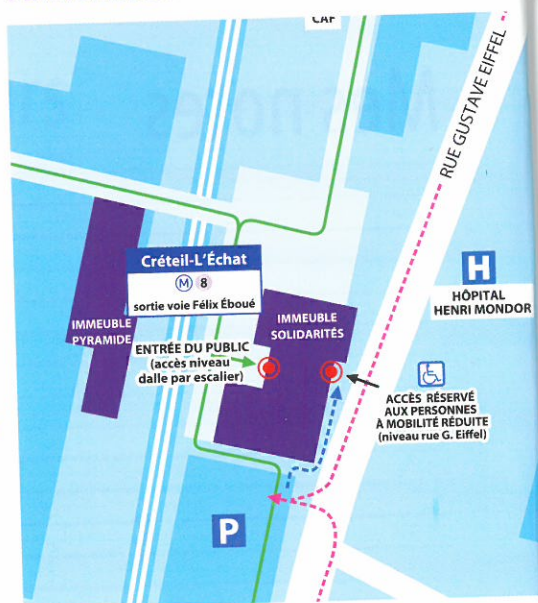 CAF
RUE GUSTAVE EIFFEL
Créteil-L'Échat
M 8
sortie voie Félix Éboué
H
HÔPITAL
HENRI MONDOR
IMMEUBLE
PYRAMIDE
IMMEUBLE
SOLIDARITÉS
ENTRÉE DU PUBLIC
(accès niveau
dalle par escalier)
ACCÈS RÉSERVÉ
AUX PERSONNES
À MOBILITÉ RÉDUITE
(niveau rue G. Eiffel)
P